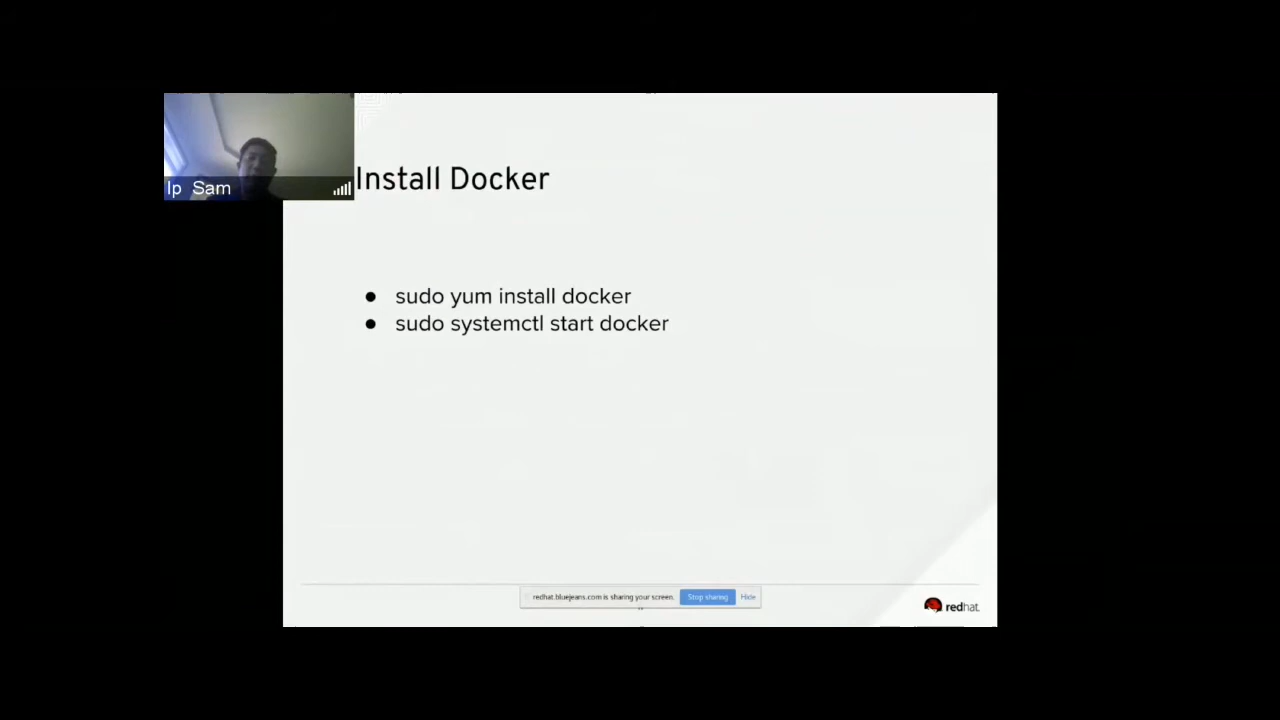 Ip Sam
Install Docker
● sudo yum install docker
● sudo systemctl start docker
redhat.bluejeans.com is sharing your screen.
Stop sharing
Hide
redhat.